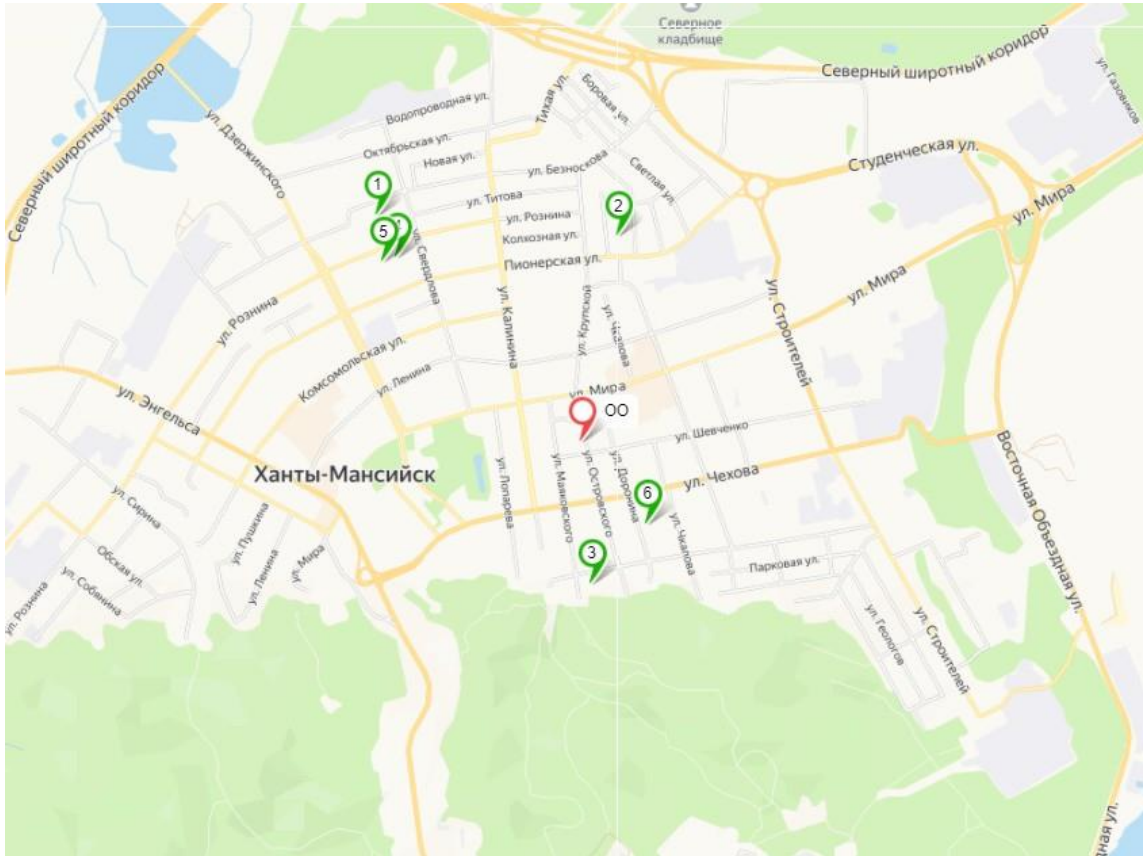 Северное
кладбище
Северный широтный коридор
Северный широтный коридор
ул. Газовиков
Боровая ул.
Тихая ул.
Водопроводная ул.
ул. Дзержинского
Октябрьская ул.
Новая ул.
ул. Безноскова
Светлая ул.
Студенческая ул.
1
ул. Титова
2
ул. Рознина
ул. Мира
5
ул. Свердлова
Колхозная ул.
Пионерская ул.
ул. Мира
ул. Строителей
ул. Рознина
ул. Калинина
ул. Крупской
ул. Чкалова
Комсомольская ул.
ул. Ленина
ул. Мира
ул. Энгельса
ОО
ул. Шевченко
Восточная Объездная ул.
Ханты-Мансийск
ул. Лопарева
ул. Маяковского
ул. Островского
ул. Доронина
ул. Чехова
6
ул. Сирина
ул. Пушкина
ул. Чкалова
ул. Ленина
ул. Мира
3
Обская ул.
ул. Собянина
ул. Рознина
Парковая ул.
ул. Геологов
ул. Строителей
ная ул.